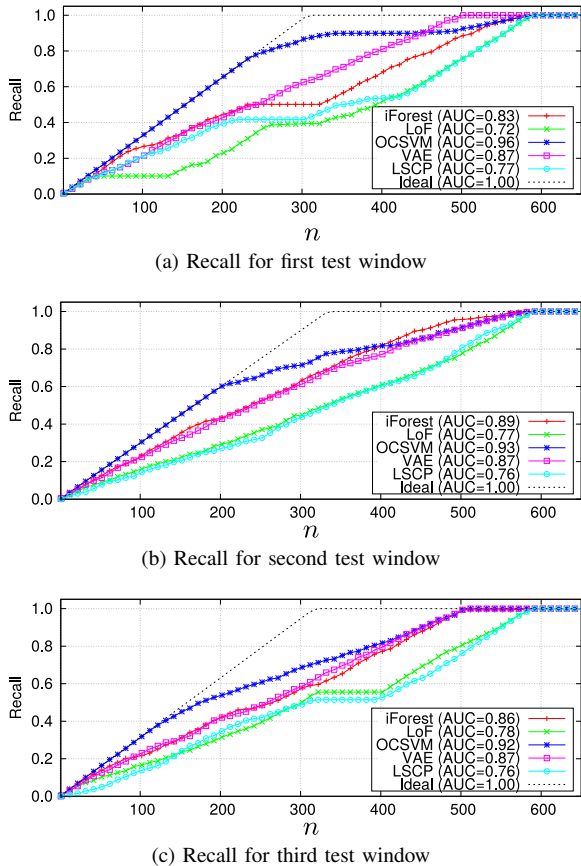 1.0
0.8
0.6
0.4
0.2
0.0
Recall
iForest (AUC=0.83)
LoF (AUC=0.72)
OCSVM (AUC=0.96)
VAE (AUC=0.87)
LSCP (AUC=0.77)
Ideal (AUC=1.00)
100 200 300 400 500 600
n
(a) Recall for first test window
1.0
0.8
0.6
0.4
0.2
0.0
Recall
iForest (AUC=0.89)
LoF (AUC=0.77)
OCSVM (AUC=0.93)
VAE (AUC=0.87)
LSCP (AUC=0.76)
Ideal (AUC=1.00)
100 200 300 400 500 600
n
(b) Recall for second test window
1.0
0.8
0.6
0.4
0.2
0.0
Recall
iForest (AUC=0.86)
LoF (AUC=0.78)
OCSVM (AUC=0.92)
VAE (AUC=0.87)
LSCP (AUC=0.76)
Ideal (AUC=1.00)
100 200 300 400 500 600
n
(c) Recall for third test window